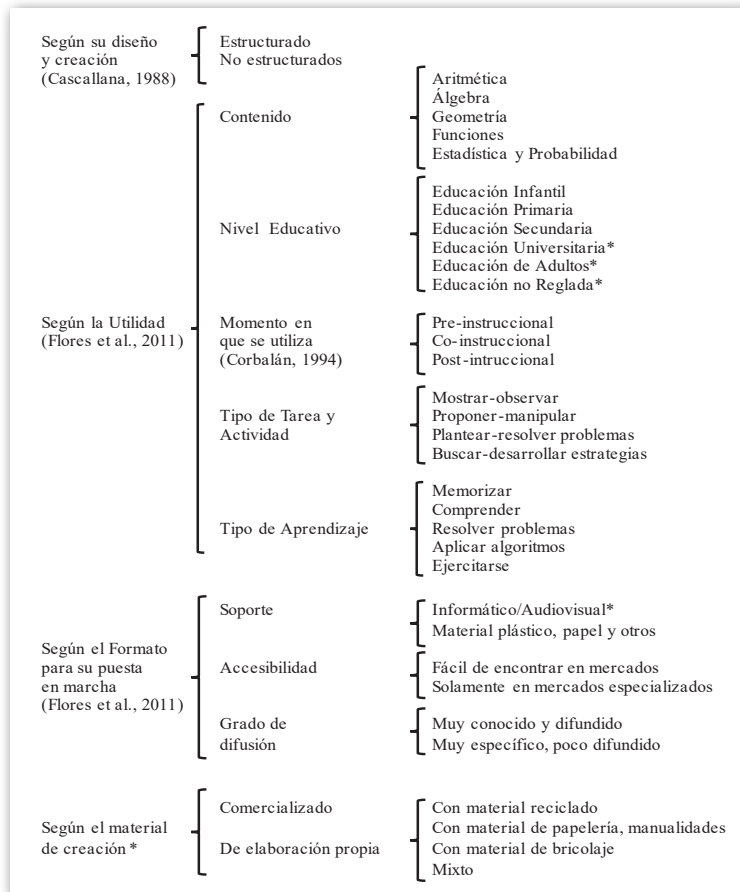 Según su diseño
y creación
(Cascallana, 1988)
Estructurado
No estructurados
Según la Utilidad
(Flores et al., 2011)
Contenido
Aritmética
Álgebra
Geometría
Funciones
Estadística y Probabilidad
Nivel Educativo
Educación Infantil
Educación Primaria
Educación Secundaria
Educación Universitaria*
Educación de Adultos*
Educación no Reglada*
Momento en
que se utiliza
(Corbalán, 1994)
Pre-instruccional
Co-instruccional
Post-intruccional
Tipo de Tarea y
Actividad
Mostrar-observar
Proponer-manipular
Plantear-resolver problemas
Buscar-desarrollar estrategias
Tipo de Aprendizaje
Memorizar
Comprender
Resolver problemas
Aplicar algoritmos
Ejercitarse
Según el Formato
para su puesta
en marcha
(Flores et al., 2011)
Soporte
Informático/Audiovisual*
Material plástico, papel y otros
Accesibilidad
Fácil de encontrar en mercados
Solamente en mercados especializados
Grado de
difusión
Muy conocido y difundido
Muy específico, poco difundido
Según el material
de creación *
Comercializado
De elaboración propia
Con material reciclado
Con material de papelería, manualidades
Con material de bricolaje
Mixto